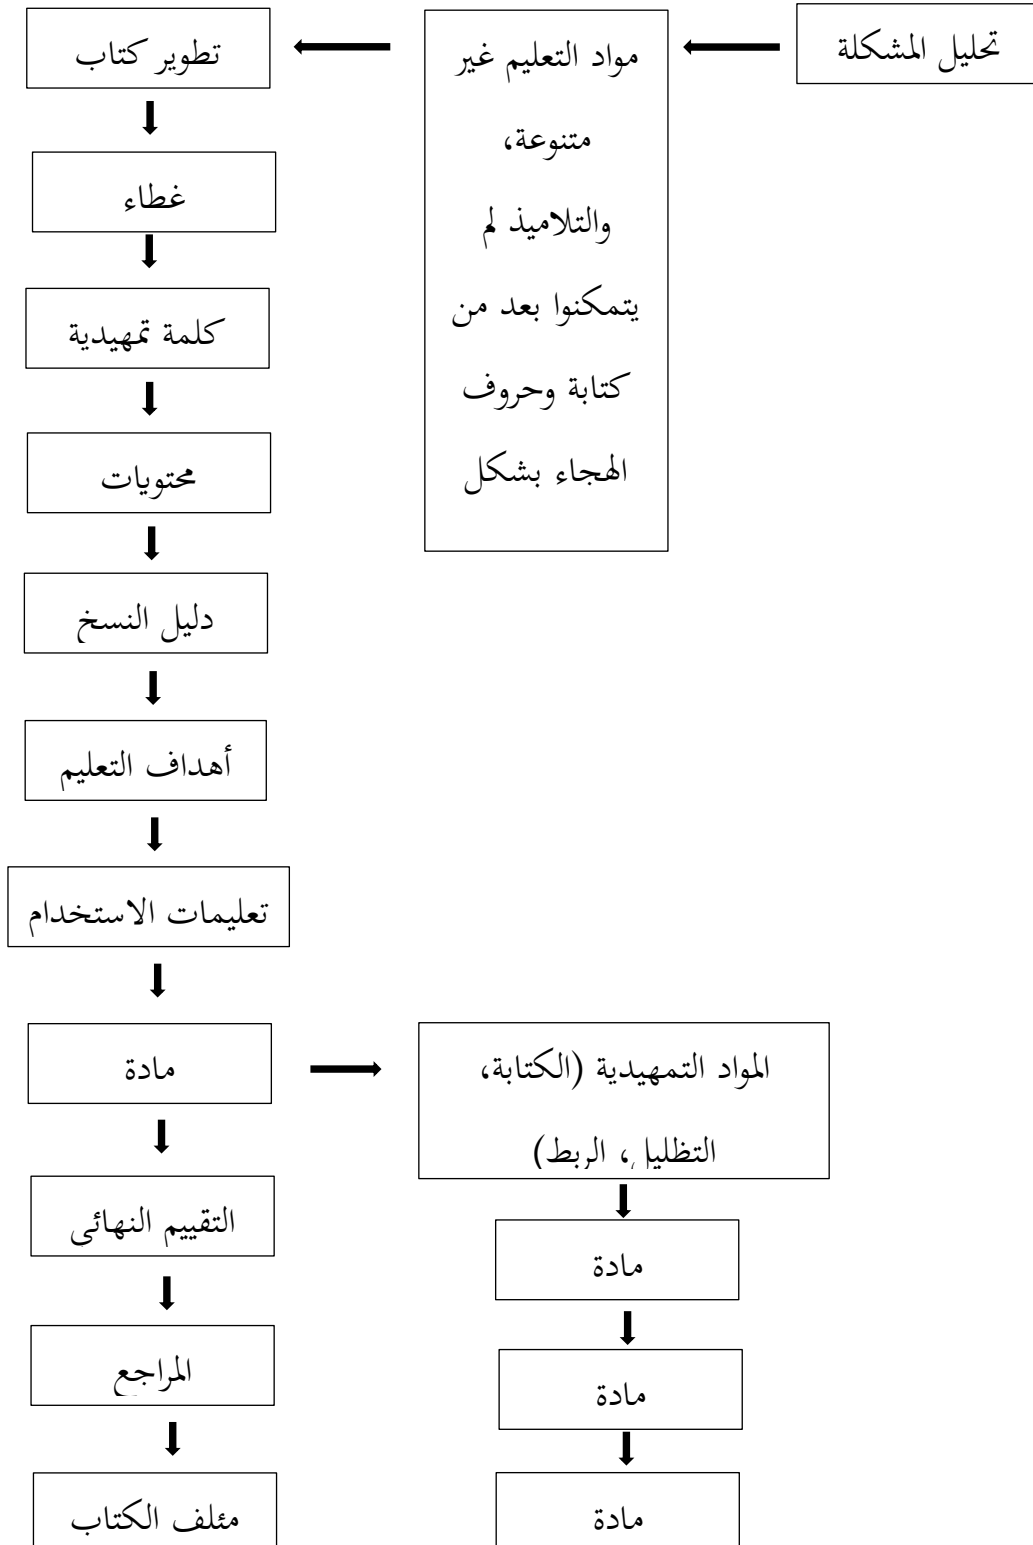 تحليل المشكلة
مواد التعليم غير
متنوعة،
والتلاميذ لم
يتمكنوا بعد من
كتابة وحروف
الهجاء بشكل
تطوير كتاب
غطاء
كلمة تمهيدية
محتويات
دليل النسخ
أهداف التعليم
تعليمات الاستخدام
مادة
المواد التمهيدية (الكتابة،
التظليل، الربط)
مادة
مادة
مادة
التقييم النهائى
المراجع
مئلف الكتاب